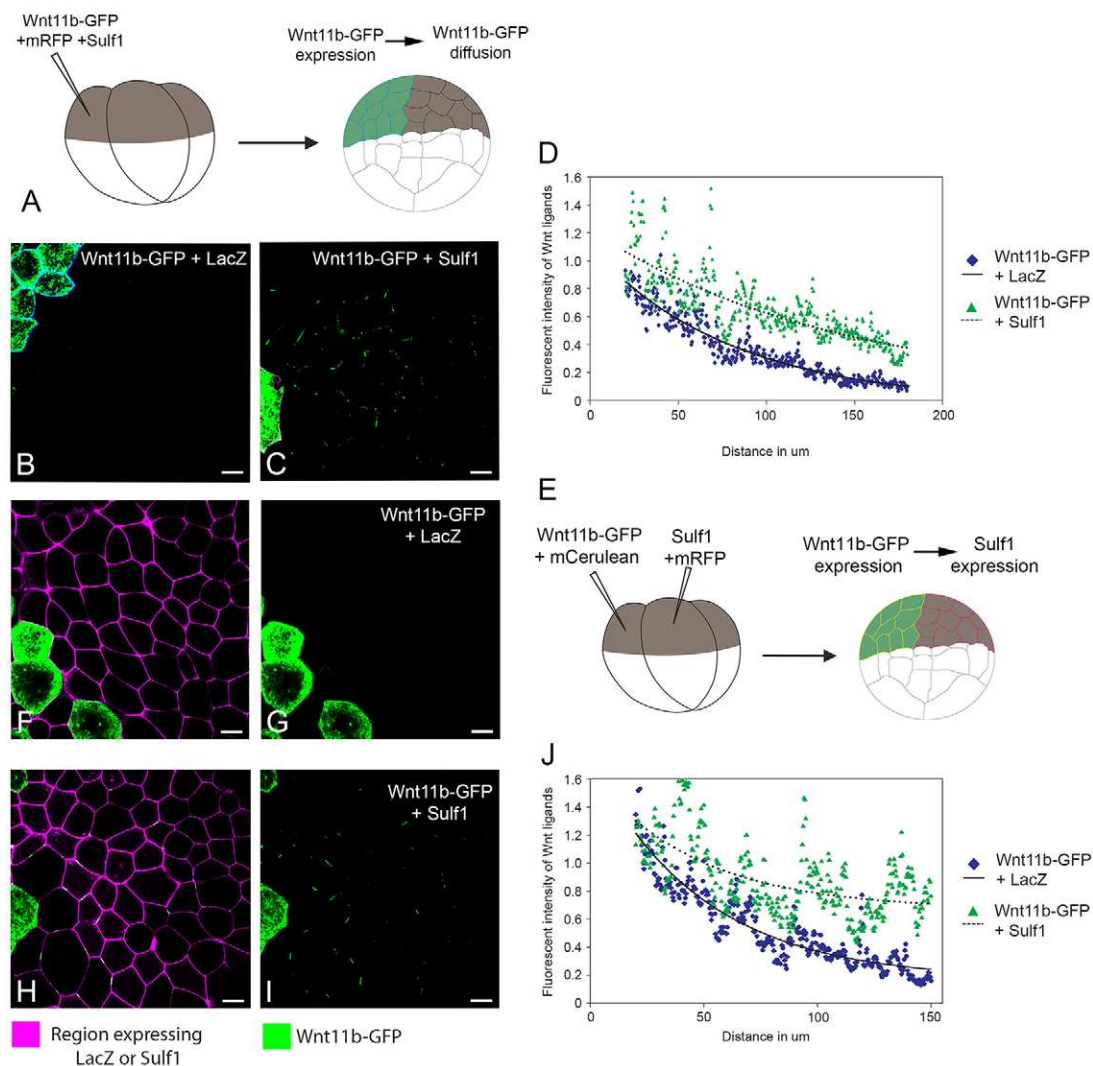 Wnt11b-GFP
+mRFP +Sulf1
Wnt11b-GFP
expression
Wnt11b-GFP
diffusion
A
B
Wnt11b-GFP + LacZ
C
Wnt11b-GFP + Sulf1
D
Fluorescent intensity of Wnt ligands
1.6
1.4
1.2
1.0
0.8
0.6
0.4
0.2
0
0
50
100
150
200
Distance in um
Wnt11b-GFP
+ LacZ
Wnt11b-GFP
+ Sulf1
E
Wnt11b-GFP
+ mCerulean
Sulf1
+mRFP
Wnt11b-GFP
expression
Sulf1
expression
F
G
Wnt11b-GFP
+ LacZ
H
I
Wnt11b-GFP
+ Sulf1
J
Fluorescent intensity of Wnt ligands
1.6
1.4
1.2
1.0
0.8
0.6
0.4
0.2
0
0
50
100
150
Distance in um
Wnt11b-GFP
+ LacZ
Wnt11b-GFP
+ Sulf1
Region expressing
LacZ or Sulf1
Wnt11b-GFP